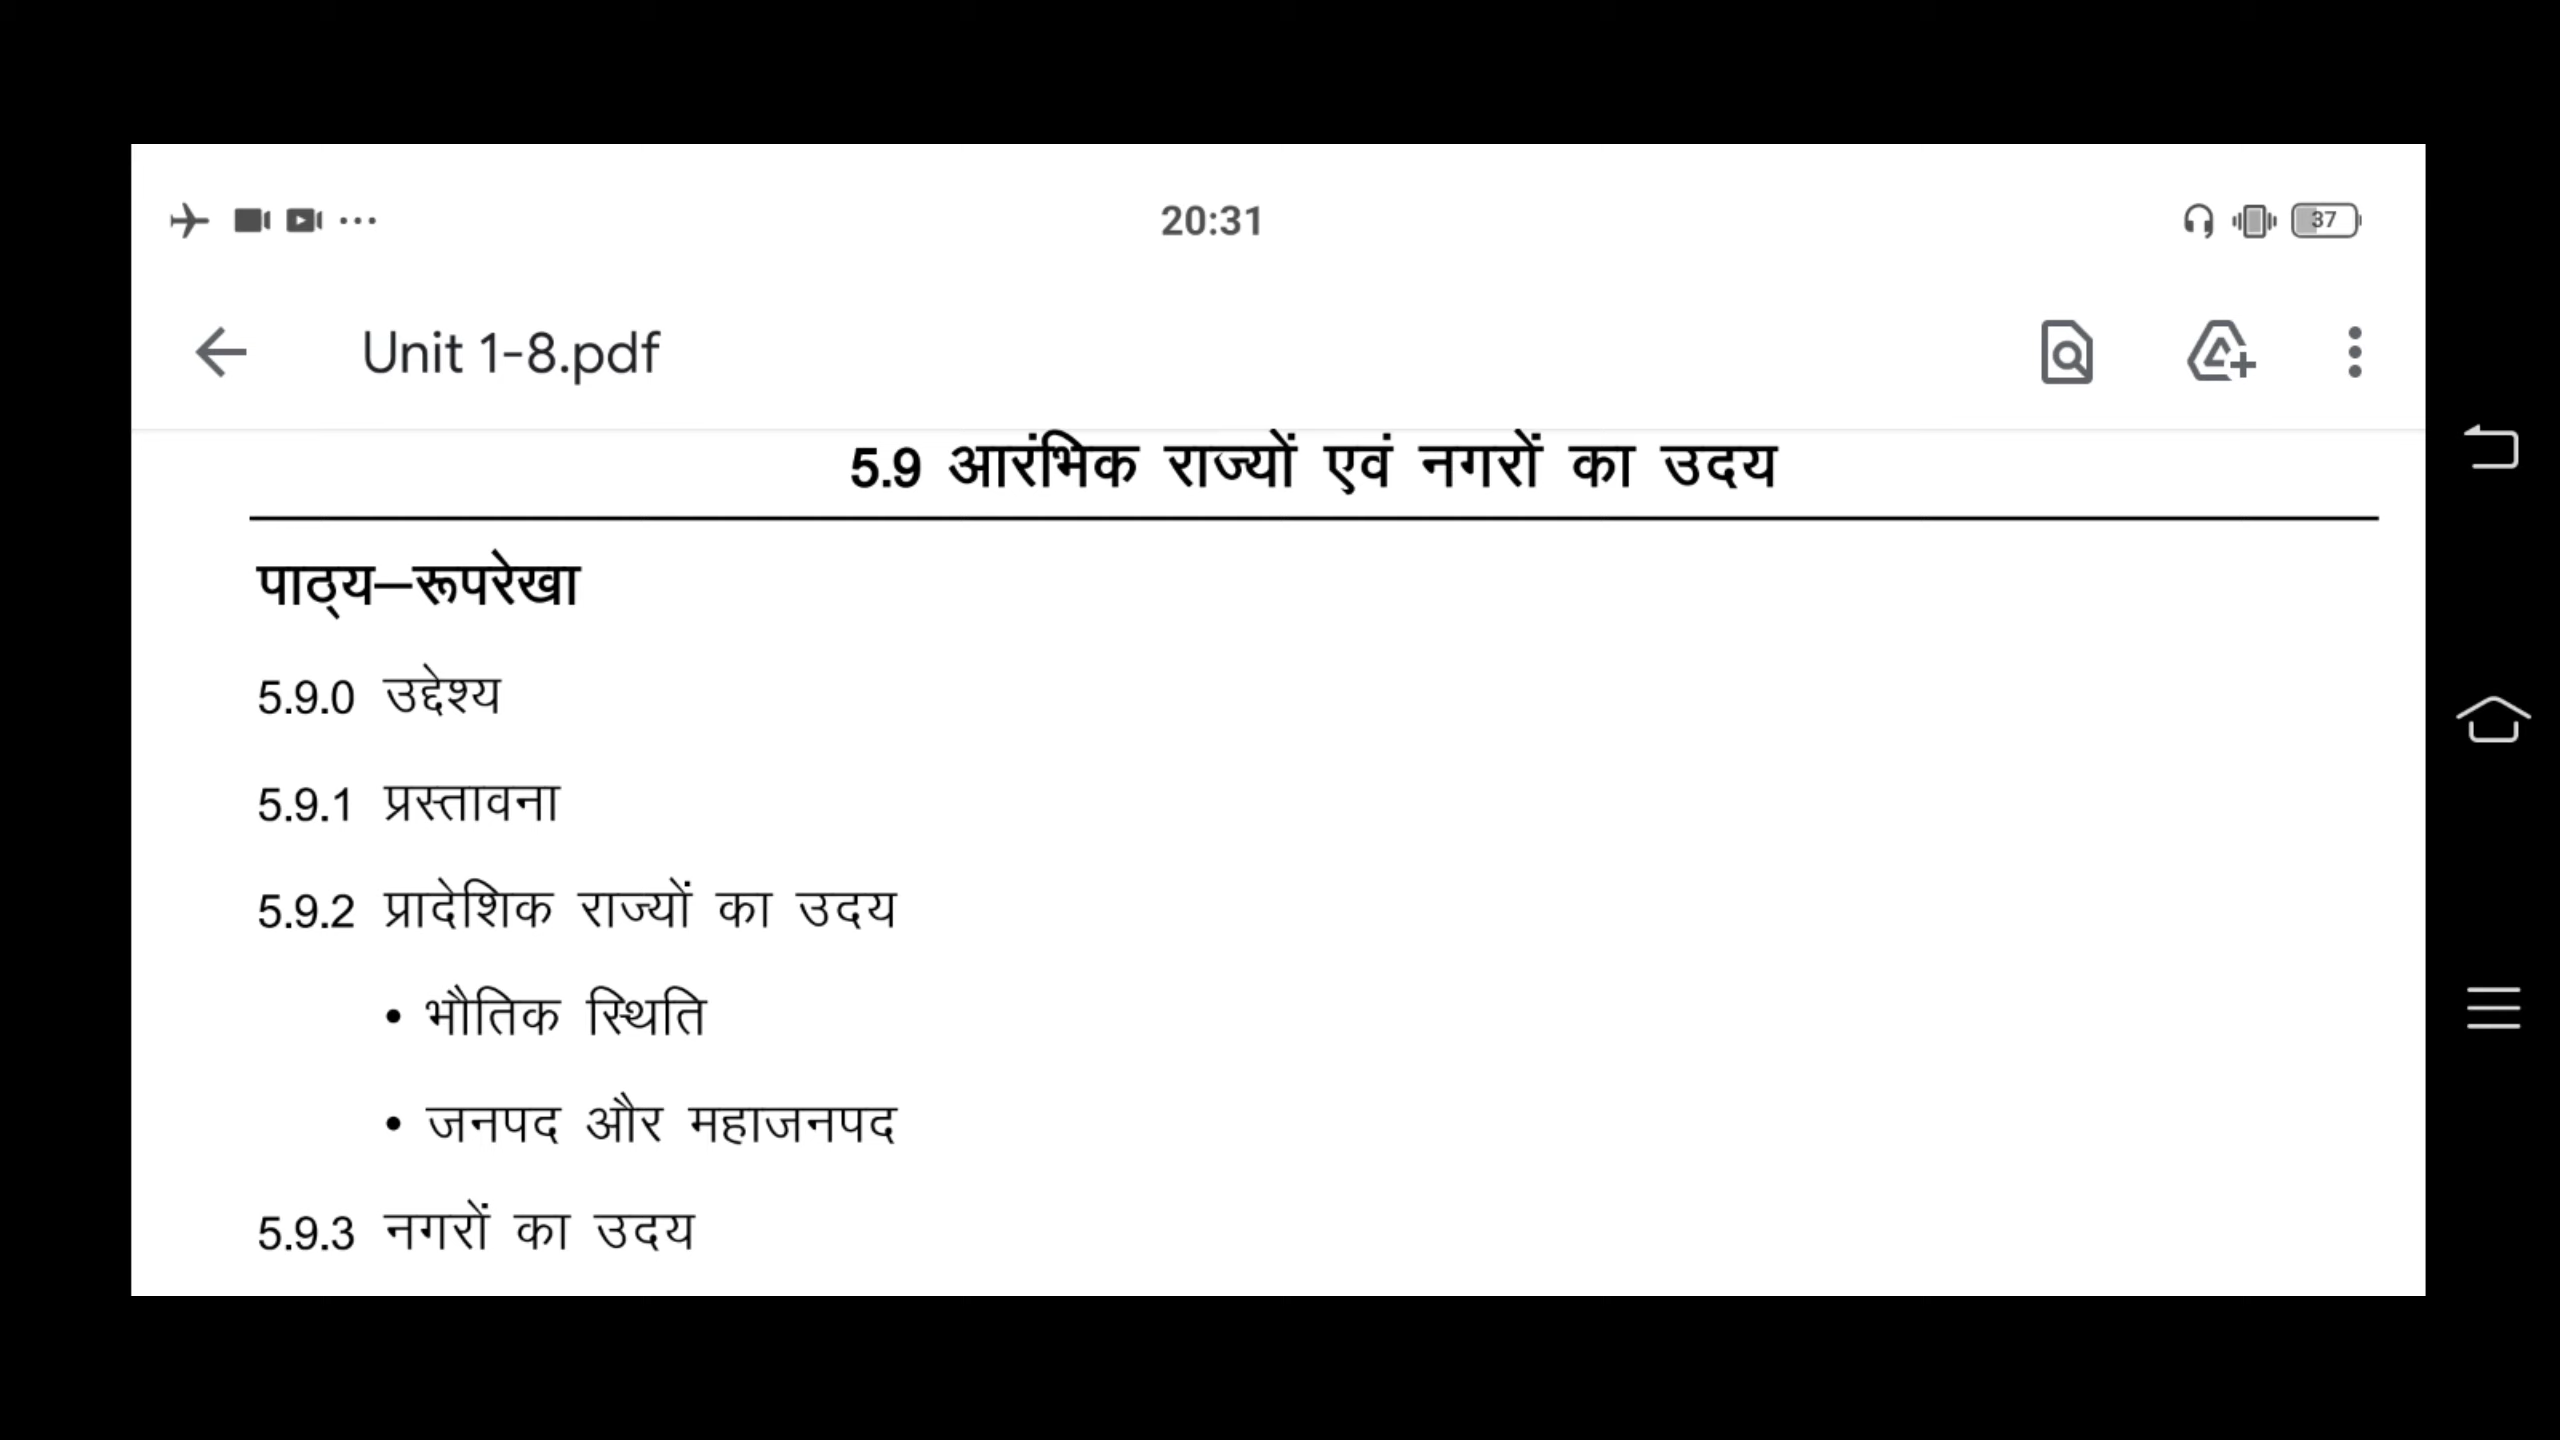 20:31
37
Unit 1-8.pdf
5.9 आरंभिक राज्यों एवं नगरों का उदय
पाठ्य–रूपरेखा
5.9.0 उद्देश्य
5.9.1 प्रस्तावना
5.9.2 प्रादेशिक राज्यों का उदय
• भौतिक स्थिति
• जनपद और महाजनपद
5.9.3 नगरों का उदय